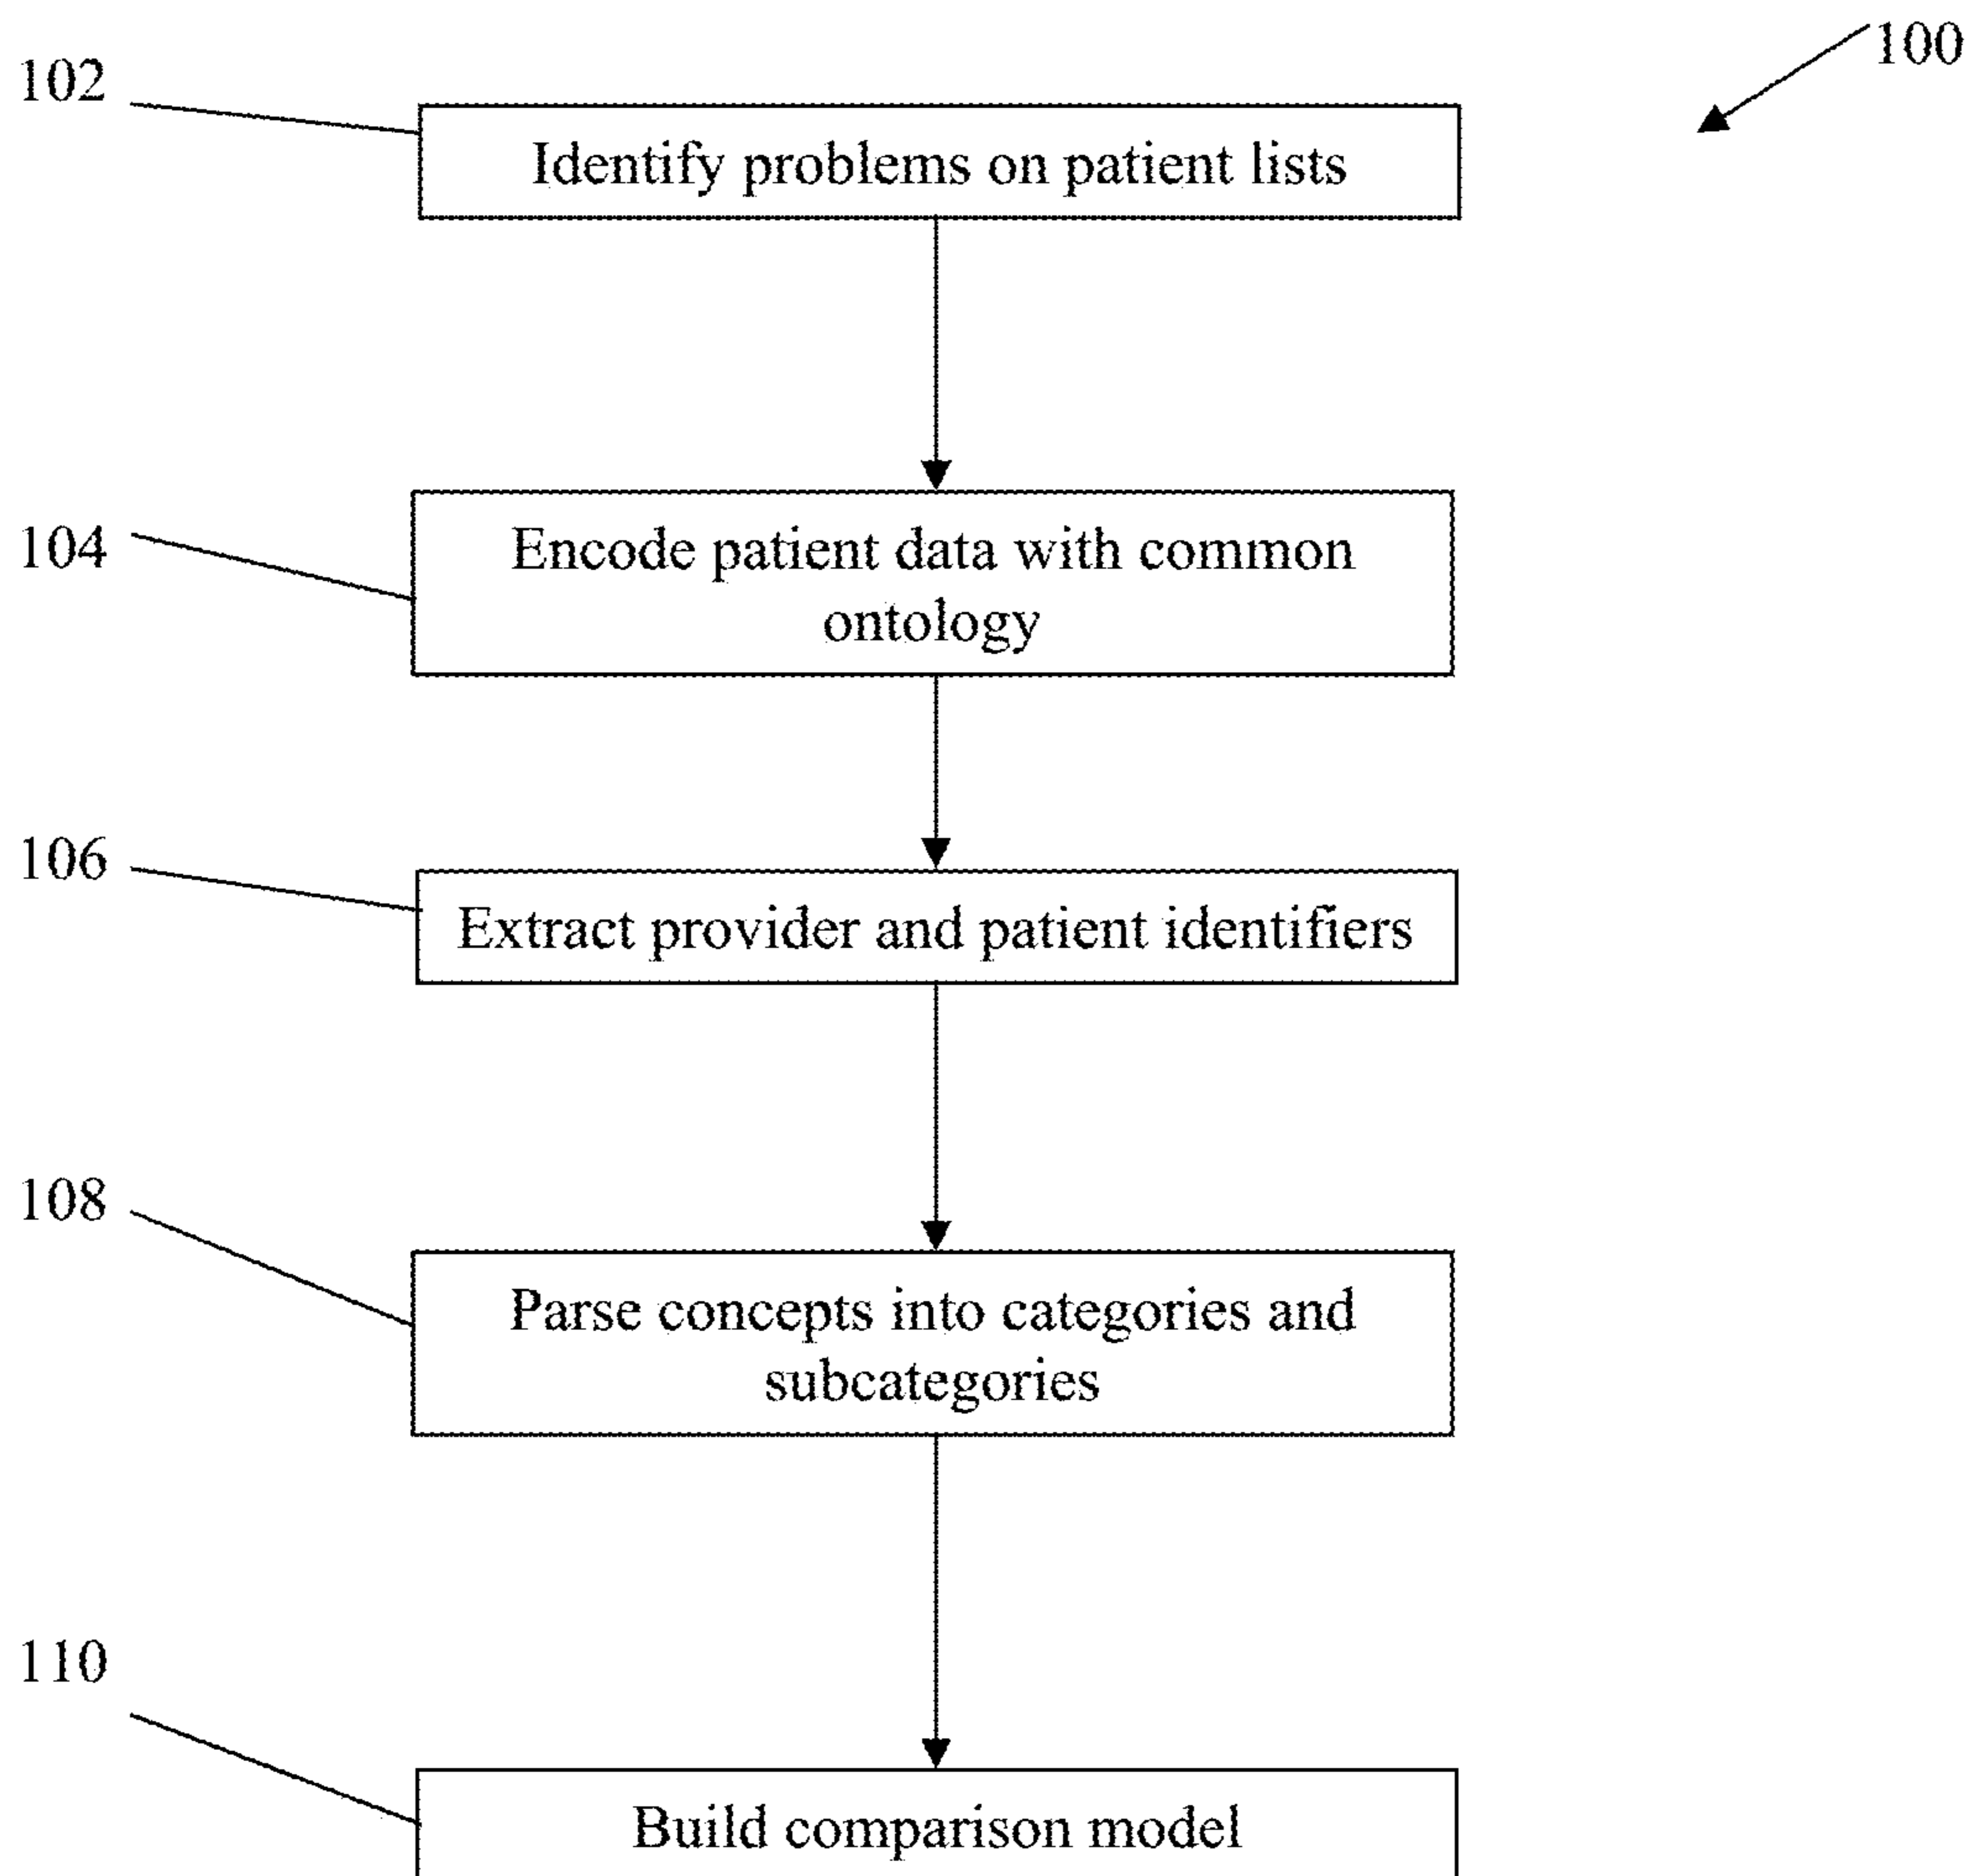 100
102
Identify problems on patient lists
104
Encode patient data with common
ontology
106
Extract provider and patient identifiers
108
Parse concepts into categories and
subcategories
110
Build comparison model